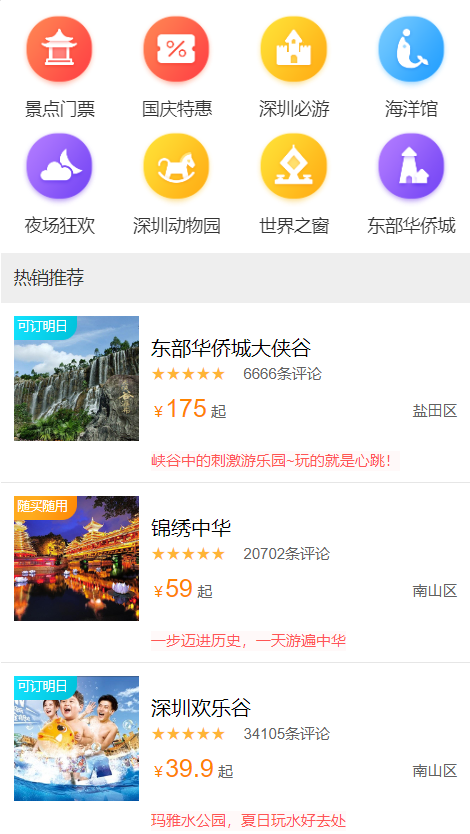 景点门票 国庆特惠 深圳必游 海洋馆
夜场狂欢 深圳动物园 世界之窗 东部华侨城
热销推荐
可订明日
东部华侨城大侠谷
★★★★★ 6666条评论
￥175 起 盐田区
峡谷中的刺激游乐园~玩的就是心跳！
随买随用
锦绣中华
★★★★★ 20702条评论
￥59 起 南山区
一步迈进历史，一天游遍中华
可订明日
深圳欢乐谷
★★★★★ 34105条评论
￥39.9 起 南山区
玛雅水公园，夏日玩水好去处